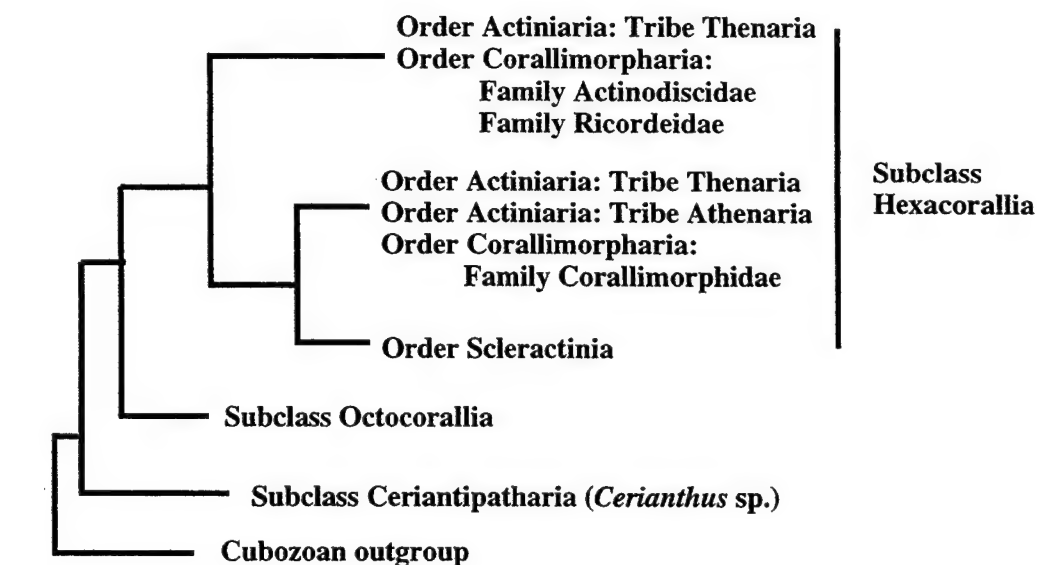 Order Actiniaria: Tribe Thenaria
Order Corallimorpharia:
Family Actinodiscidae
Family Ricordeidae
Order Actiniaria: Tribe Thenaria
Order Actiniaria: Tribe Athenaria
Order Corallimorpharia:
Family Corallimorphidae
Order Scleractinia
Subclass
Hexacorallia
Subclass Octocorallia
Subclass Ceriantipatharia (Cerianthus sp.)
Cubozoan outgroup